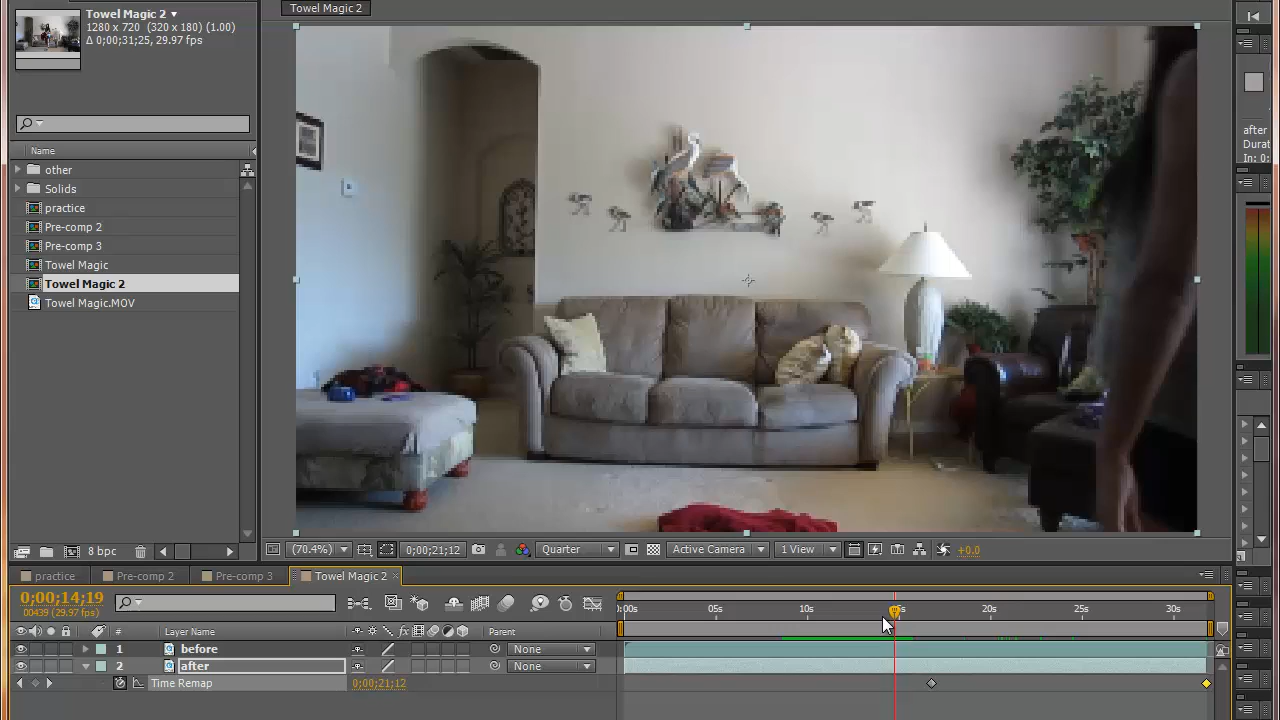 Towel Magic 2
1280 x 720 (320 x 180) (1.00)
Δ 0;00;31;25, 29.97 fps
Towel Magic 2
Name
other
Solids
practice
Pre-comp 2
Pre-comp 3
Towel Magic
Towel Magic 2
Towel Magic.MOV
8 bpc
(70.4%)
0;00;21;12
Quarter
Active Camera
1 View
+0.0
after
Durat
In: 0:
practice
Pre-comp 2
Pre-comp 3
Towel Magic 2
0;00;14;19
00439 (29.97 fps)
:00s 05s 10s 20s 25s 30s
# Layer Name
fx
Parent
1 before None
2 after None
Time Remap 0;00;21;12